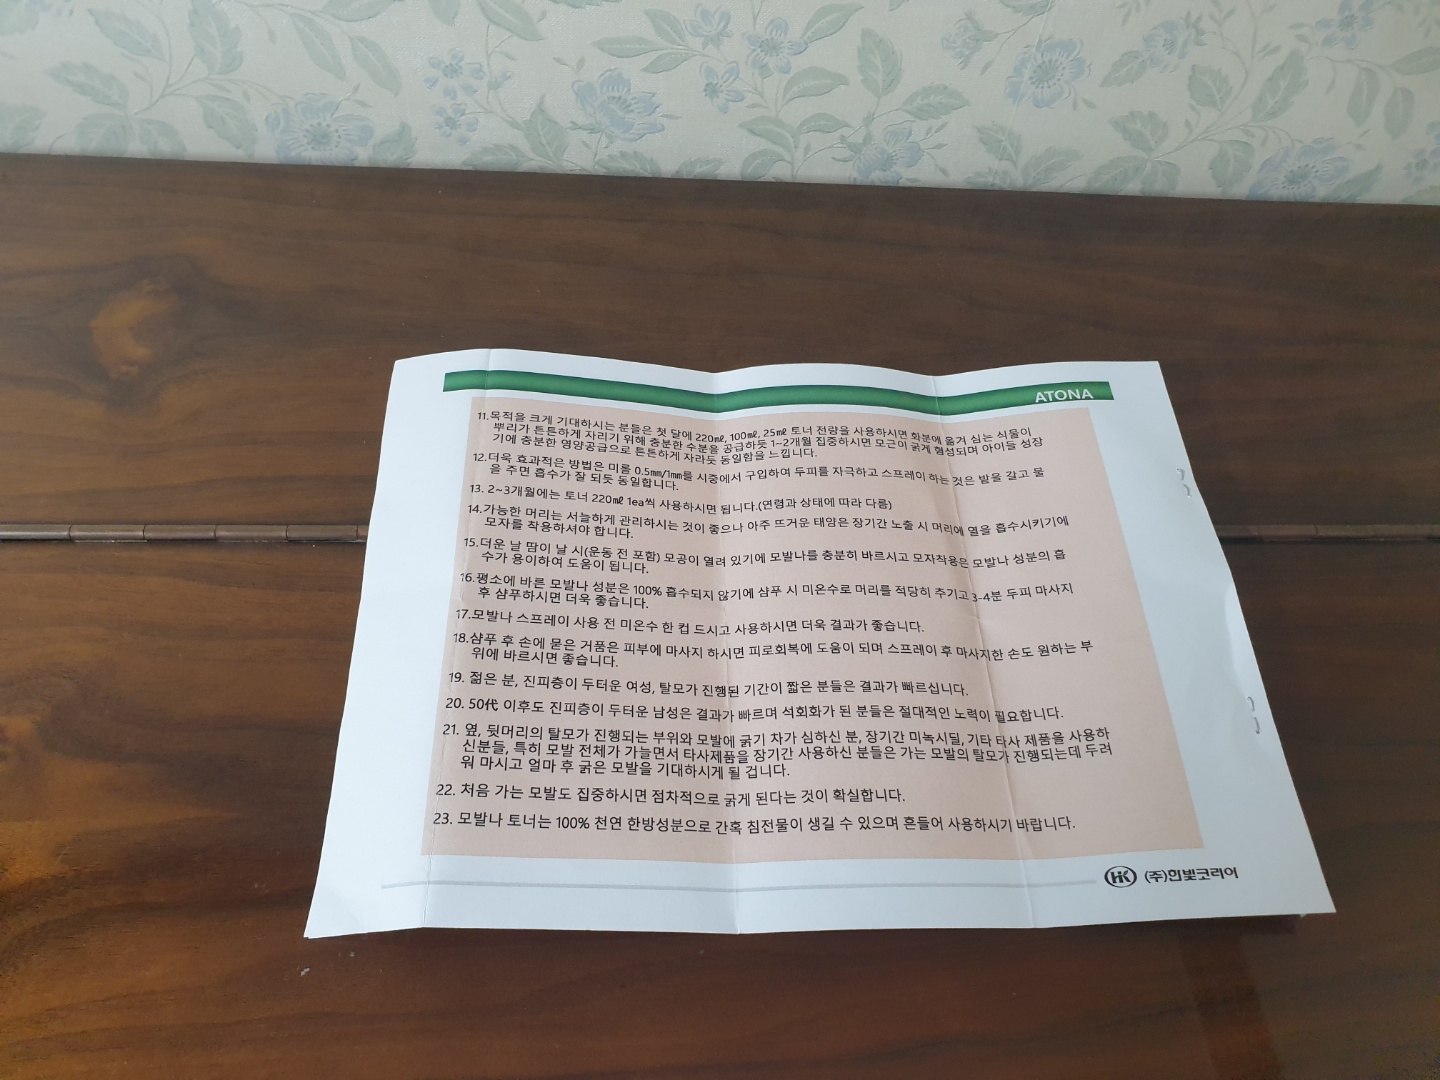 ATONA
11.목적을 크게 기대하시는 분들은 첫 달에 220㎖, 100㎖, 25㎖ 토너 전량을 사용하시면 화분에 옮겨 심는 식물이
뿌리가 튼튼하게 자리기 위해 충분한 수분을 공급하듯 1~2개월 집중하시면 모근이 굵게 형성되며 아이들 성장
기에 충분한 영양공급으로 튼튼하게 자라듯 동일함을 느낍니다.
12.더욱 효과적은 방법은 미롤 0.5㎜/1㎜를 시중에서 구입하여 두피를 자극하고 스프레이 하는 것은 밭을 갈고 물
을 주면 흡수가 잘 되듯 동일합니다.
13. 2~3개월에는 토너 220㎖ 1ea씩 사용하시면 됩니다.(연령과 상태에 따라 다름)
14.가능한 머리는 서늘하게 관리하시는 것이 좋으나 아주 뜨거운 태양은 장기간 노출 시 머리에 열을 흡수시키기에
모자를 착용하셔야 합니다.
15.더운 날 땀이 날 시(운동 전 포함) 모공이 열려 있기에 모발나를 충분히 바르시고 모자착용은 모발나 성분의 흡
수가 용이하여 도움이 됩니다.
16.평소에 바른 모발나 성분은 100% 흡수되지 않기에 샴푸 시 미온수로 머리를 적당히 추기고 3-4분 두피 마사지
후 샴푸하시면 더욱 좋습니다.
17.모발나 스프레이 사용 전 미온수 한 컵 드시고 사용하시면 더욱 결과가 좋습니다.
18.샴푸 후 손에 묻은 거품은 피부에 마사지 하시면 피로회복에 도움이 되며 스프레이 후 마사지한 손도 원하는 부
위에 바르시면 좋습니다.
19. 젊은 분, 진피층이 두터운 여성, 탈모가 진행된 기간이 짧은 분들은 결과가 빠르십니다.
20. 50代 이후도 진피층이 두터운 남성은 결과가 빠르며 석회화가 된 분들은 절대적인 노력이 필요합니다.
21. 옆, 뒷머리의 탈모가 진행되는 부위와 모발에 굵기 차가 심하신 분, 장기간 미녹시딜, 기타 타사 제품을 사용하
신분들, 특히 모발 전체가 가늘면서 타사제품을 장기간 사용하신 분들은 가는 모발의 탈모가 진행되는데 두려
워 마시고 얼마 후 굵은 모발을 기대하시게 될 겁니다.
22. 처음 가는 모발도 집중하시면 점차적으로 굵게 된다는 것이 확실합니다.
23. 모발나 토너는 100% 천연 한방성분으로 간혹 침전물이 생길 수 있으며 흔들어 사용하시기 바랍니다.
HK (주)한빛코리아